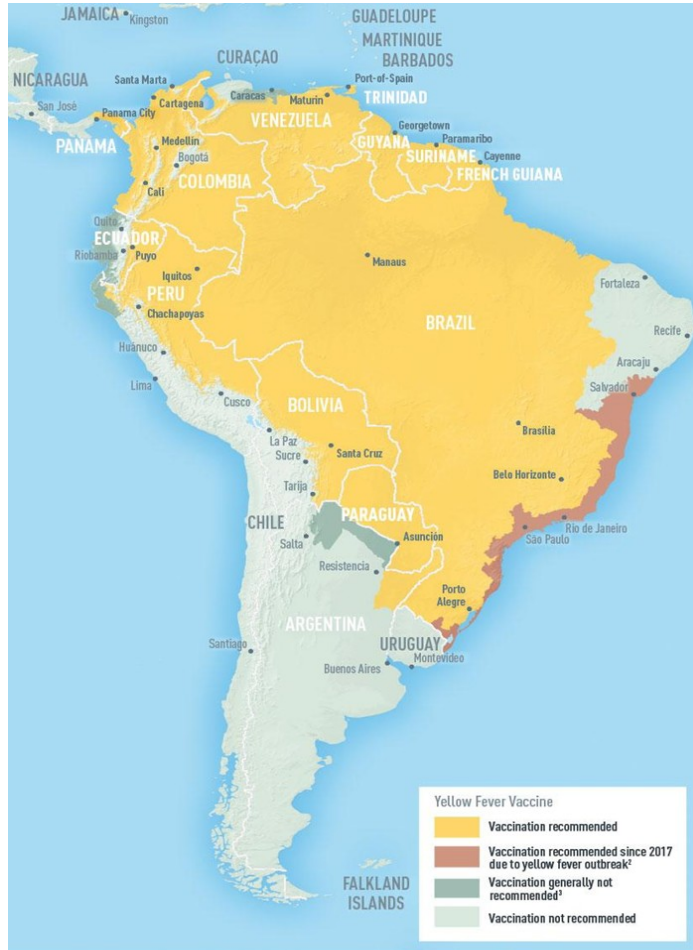 JAMAICA
Kingston
GUADELOUPE
MARTINIQUE
BARBADOS
CURAÇAO
NICARAGUA
San José
Santa Marta
Cartagena
Panama City
PANAMA
Caracas
Maturin
Port-of-Spain
TRINIDAD
VENEZUELA
Georgetown
GUYANA
Paramaribo
SURINAME
Cayenne
FRENCH GUIANA
Medellin
Bogotá
COLOMBIA
Cali
Quito
ECUADOR
Riobamba
Puyo
Iquitos
Manaus
PERU
Chachapoyas
BRAZIL
Fortaleza
Recife
Huánuco
Lima
Cusco
Aracaju
Salvador
BOLIVIA
Brasília
La Paz
Santa Cruz
Sucre
Belo Horizonte
Tarija
CHILE
PARAGUAY
Rio de Janeiro
São Paulo
Salta
Asunción
Resistencia
Porto
Alegre
ARGENTINA
URUGUAY
Santiago
Montevideo
Buenos Aires
Yellow Fever Vaccine
Vaccination recommended
Vaccination recommended since 2017
due to yellow fever outbreak²
Vaccination generally not
recommended³
Vaccination not recommended
FALKLAND
ISLANDS